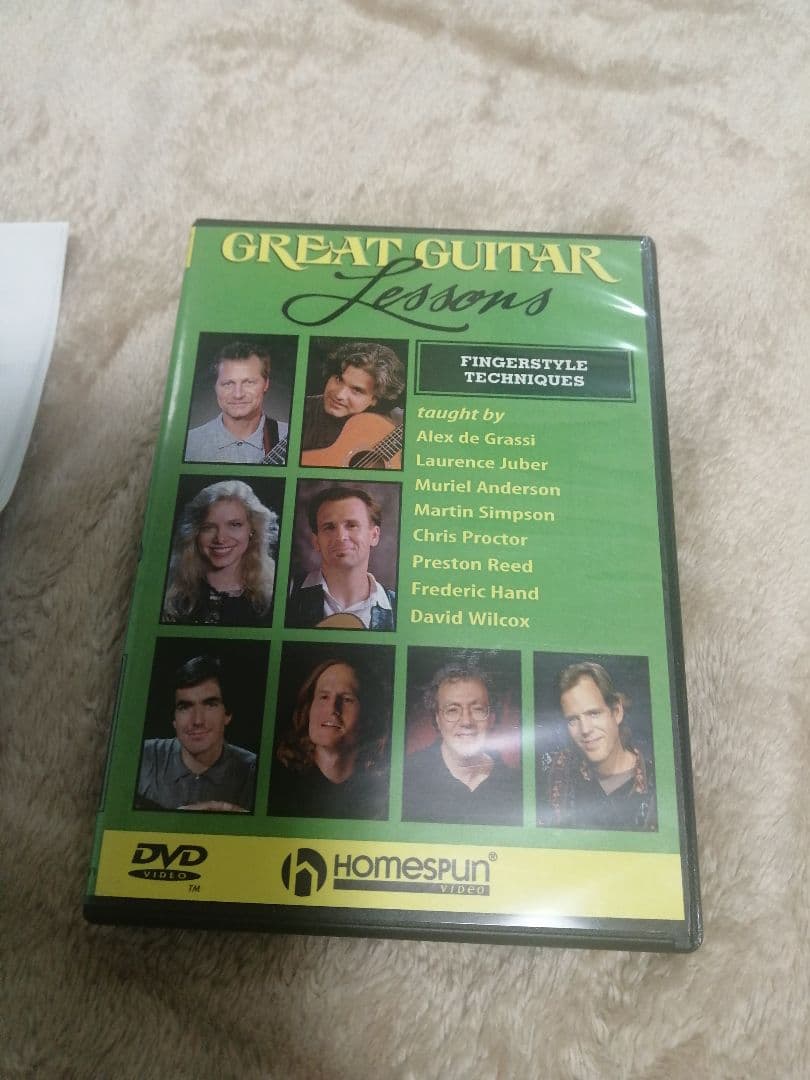 GREAT GUITAR
Lessons
FINGERSTYLE
TECHNIQUES
taught by
Alex de Grassi
Laurence Juber
Muriel Anderson
Martin Simpson
Chris Proctor
Preston Reed
Frederic Hand
David Wilcox
DVD
VIDEO
TM
h HOMESPUN®
VIDEO